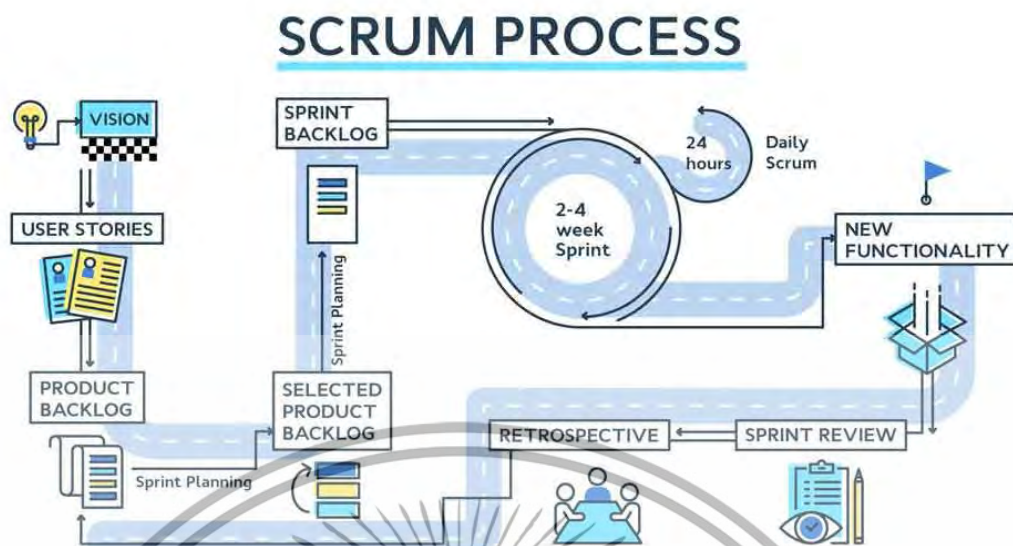 SCRUM PROCESS
VISION
USER STORIES
PRODUCT
BACKLOG
Sprint Planning
SELECTED
PRODUCT
BACKLOG
Sprint Planning
SPRINT
BACKLOG
2-4
week
Sprint
24
hours
Daily
Scrum
NEW
FUNCTIONALITY
SPRINT REVIEW
RETROSPECTIVE